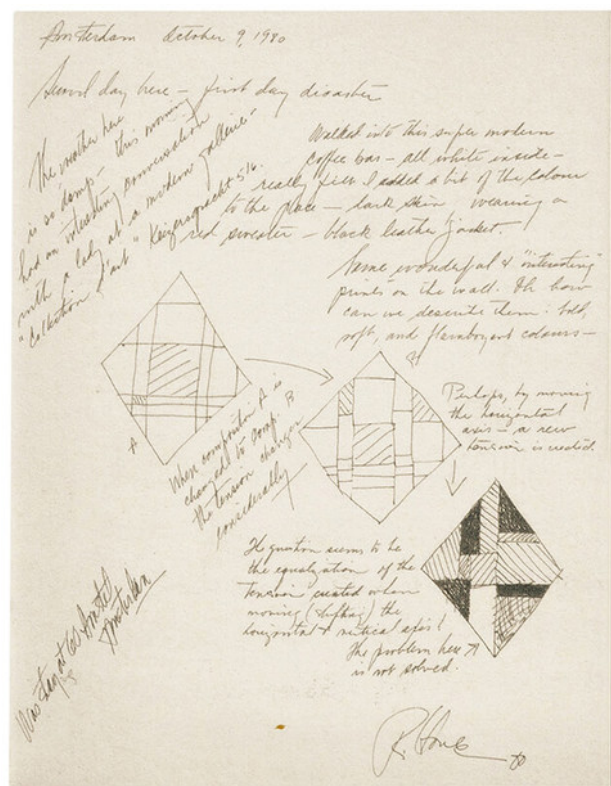 Amsterdam October 9, 1980
Second day here — first day disaster
The weather here
is so damp — this morning
had an interesting conversation
with a lady at a modern gallerie —
"Collection d'art" Keizersgracht 516.
Walked into this super modern
coffee bar — all white inside —
really felt I added a bit of the colour
to the place — dark skin wearing a
red sweater — black leather jacket.
Some wonderful & "interesting"
prints on the wall. Oh how
can we describe them: bold,
soft, and flamboyant colours —
A
B
When composition A is
changed to Comp. B
the tension changes
considerably
Perhaps, by moving
the horizontal
axis — a new
tension is created.
The question seems to be
the equalization of the
tension created when
moving (shifting) the
horizontal & vertical axis!
The problem here ↗
is not solved.
Was day at Amstel
Amsterdam
R.
80